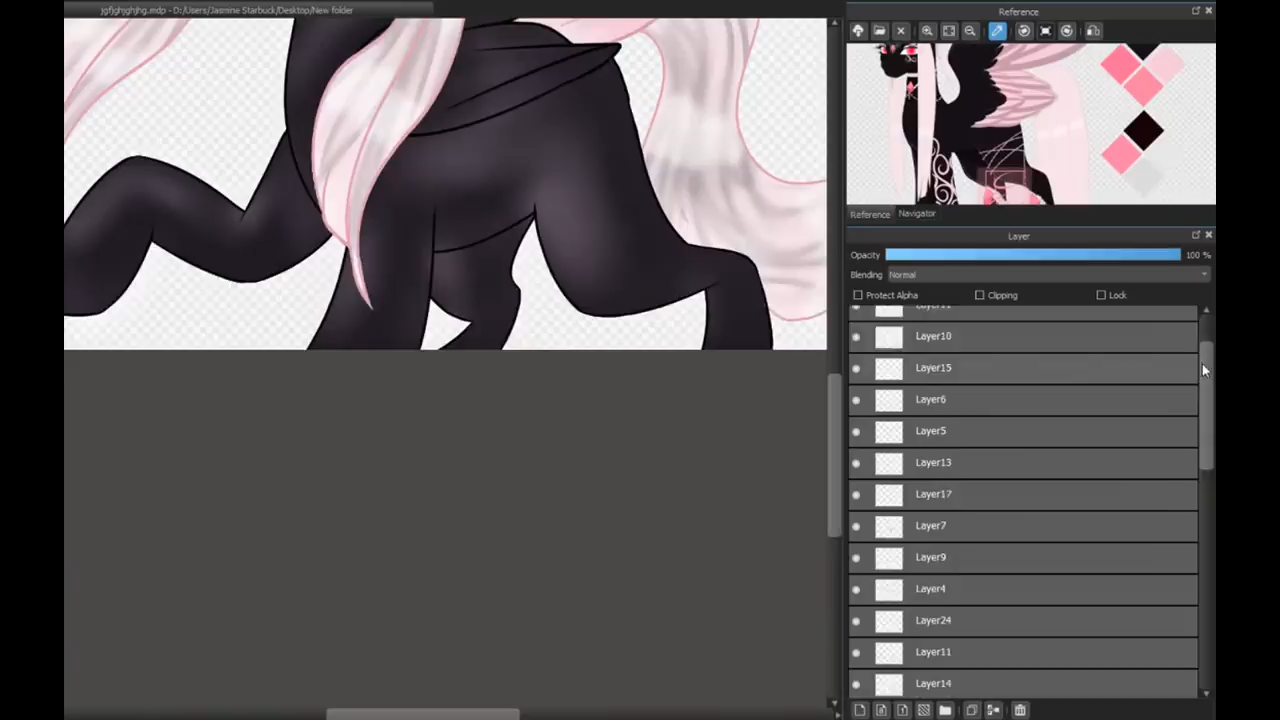 jgfjghjghjhg.mdp - D:/Users/Jasmine Starbuck/Desktop/New folder
Reference
Reference
Navigator
Layer
Opacity
100 %
Blending
Normal
Protect Alpha
Clipping
Lock
Layer10
Layer15
Layer6
Layer5
Layer13
Layer17
Layer7
Layer9
Layer4
Layer24
Layer11
Layer14